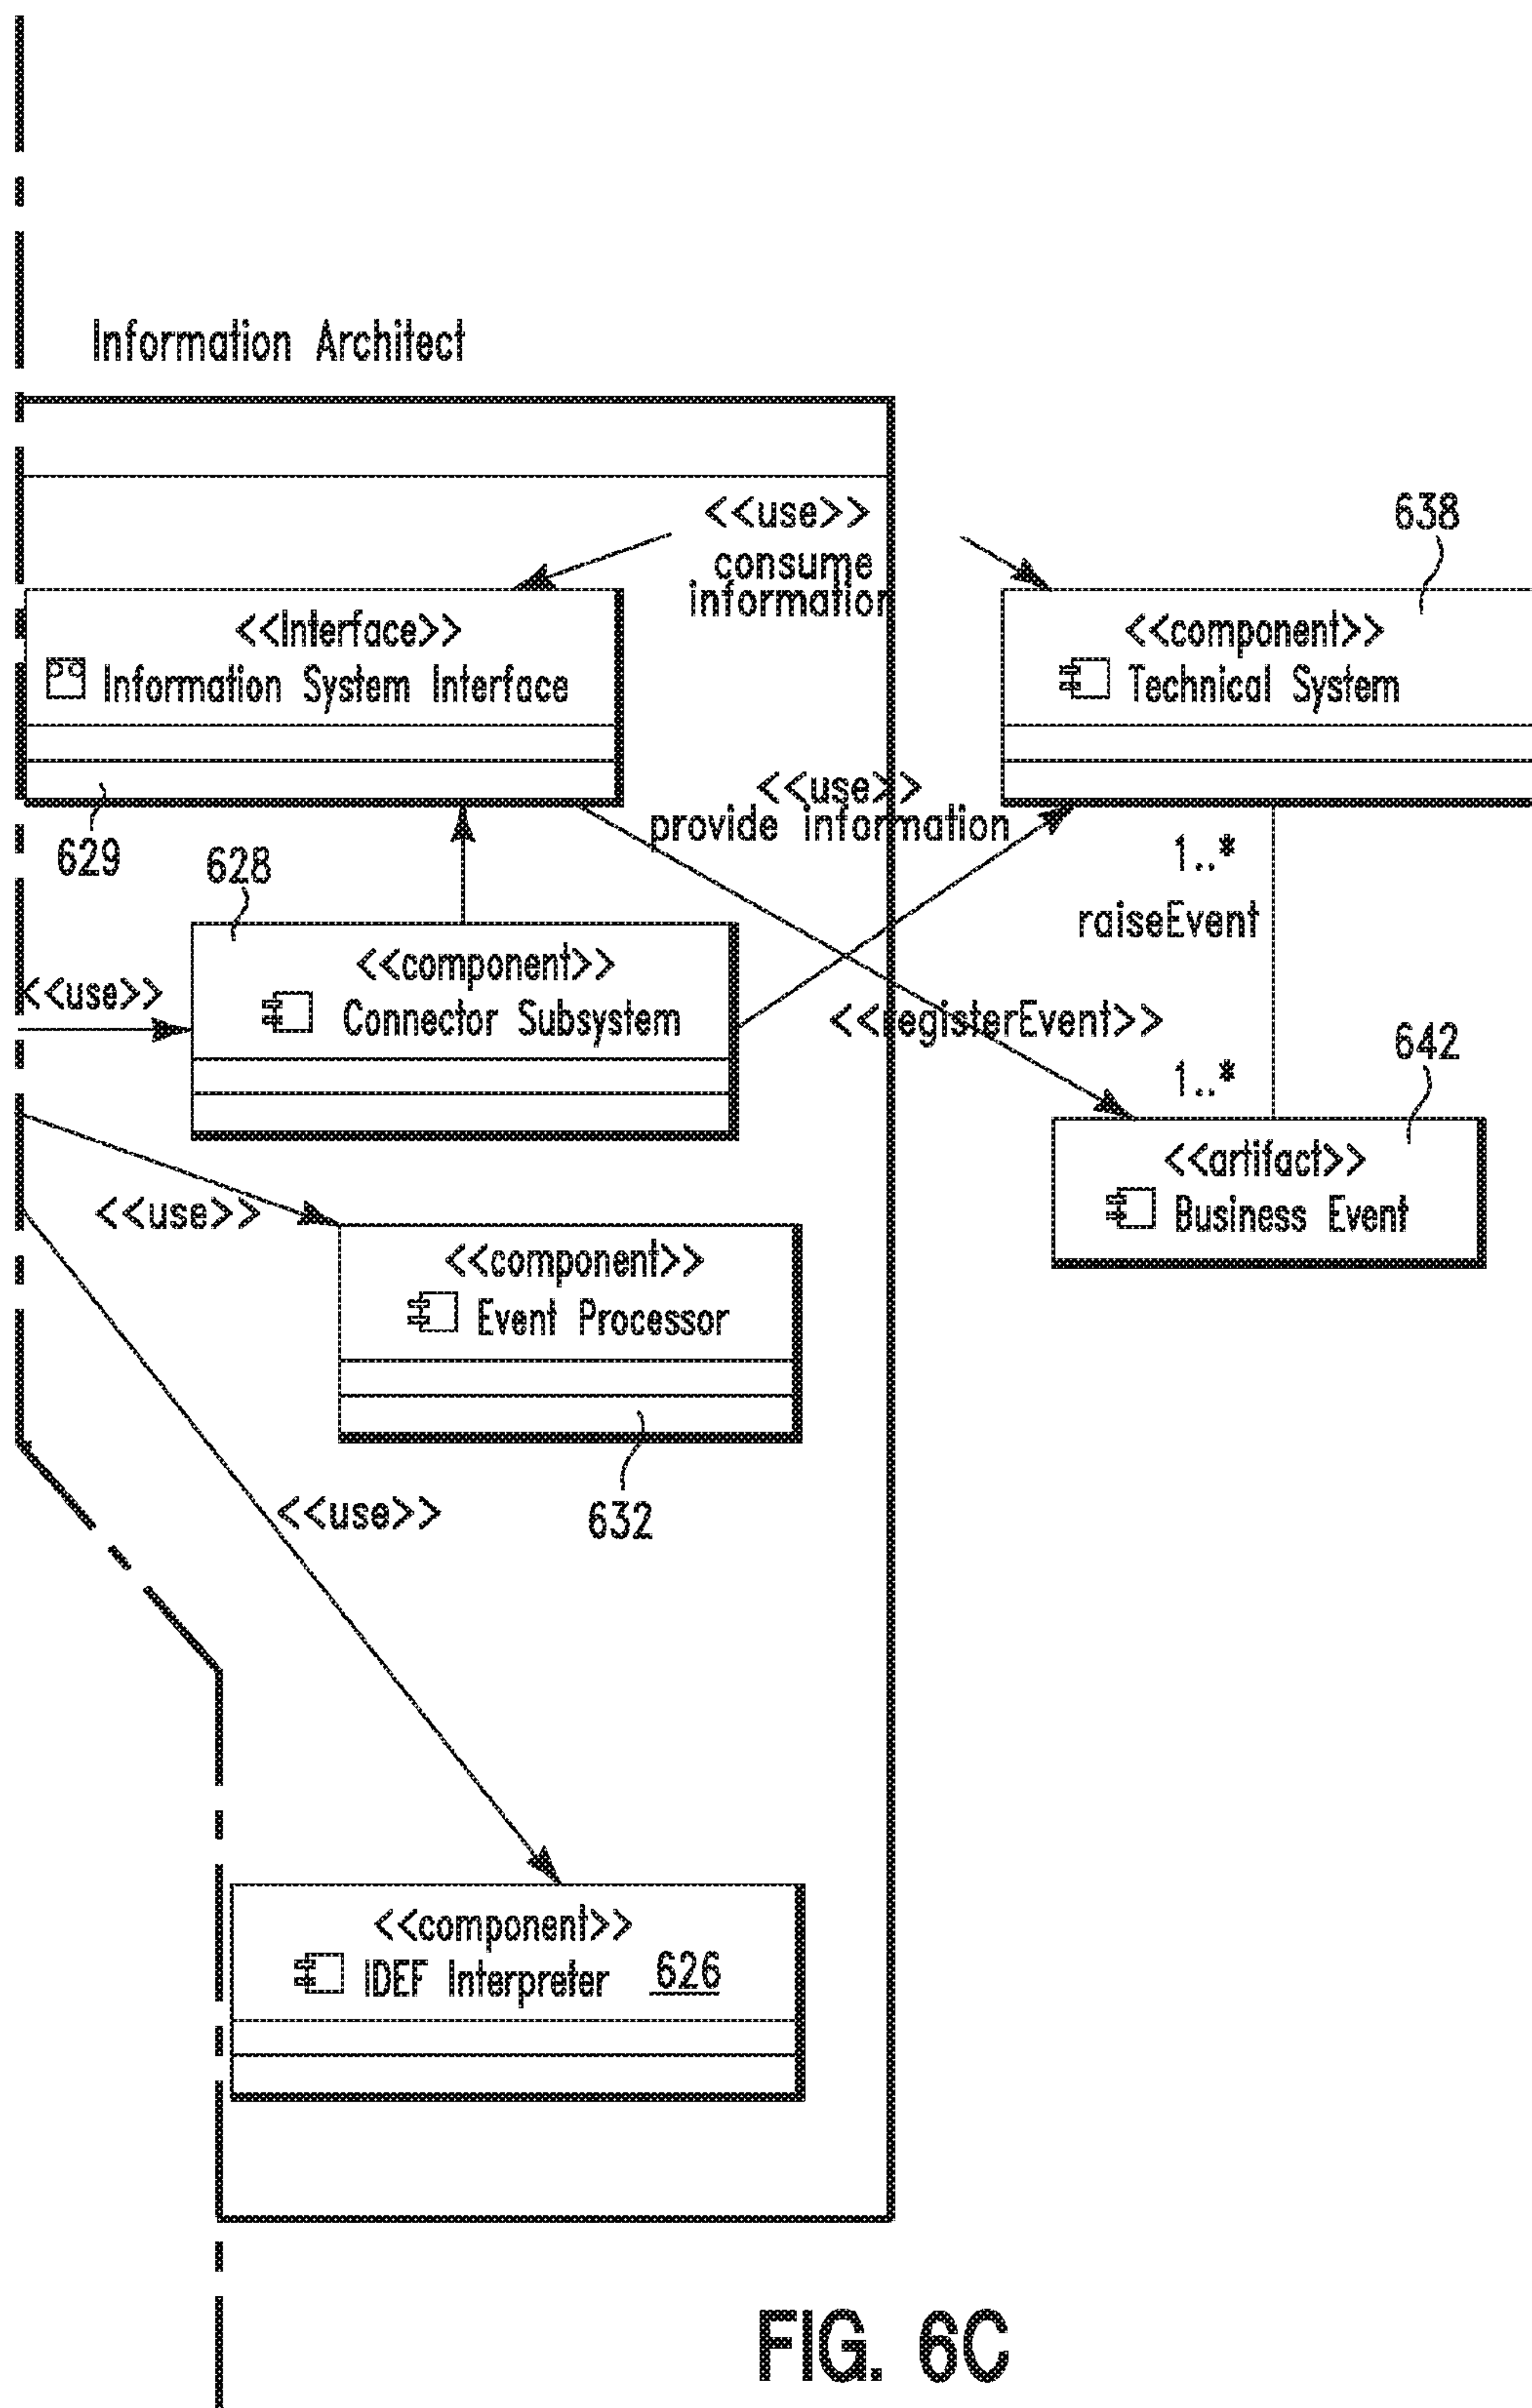 Information Architect
<<use>>
consume
information
638
<<Interface>>
Information System Interface
<<component>>
Technical System
629
<<use>>
provide information
628
1..*
raiseEvent
<<use>>
<<component>>
Connector Subsystem
<<registerEvent>>
1..*
642
<<artifact>>
Business Event
<<use>>
<<component>>
Event Processor
632
<<use>>
<<component>>
IDEF Interpreter 626
FIG. 6C